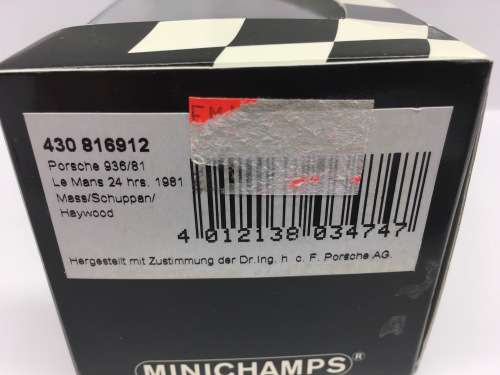 430 816912
Porsche 936/81
Le Mans 24 hrs. 1981
Mass/Schuppan/
Haywood
4 012138 034747
Hergestellt mit Zustimmung der Dr.Ing. h c. F. Porsche AG.
MINICHAMPS®